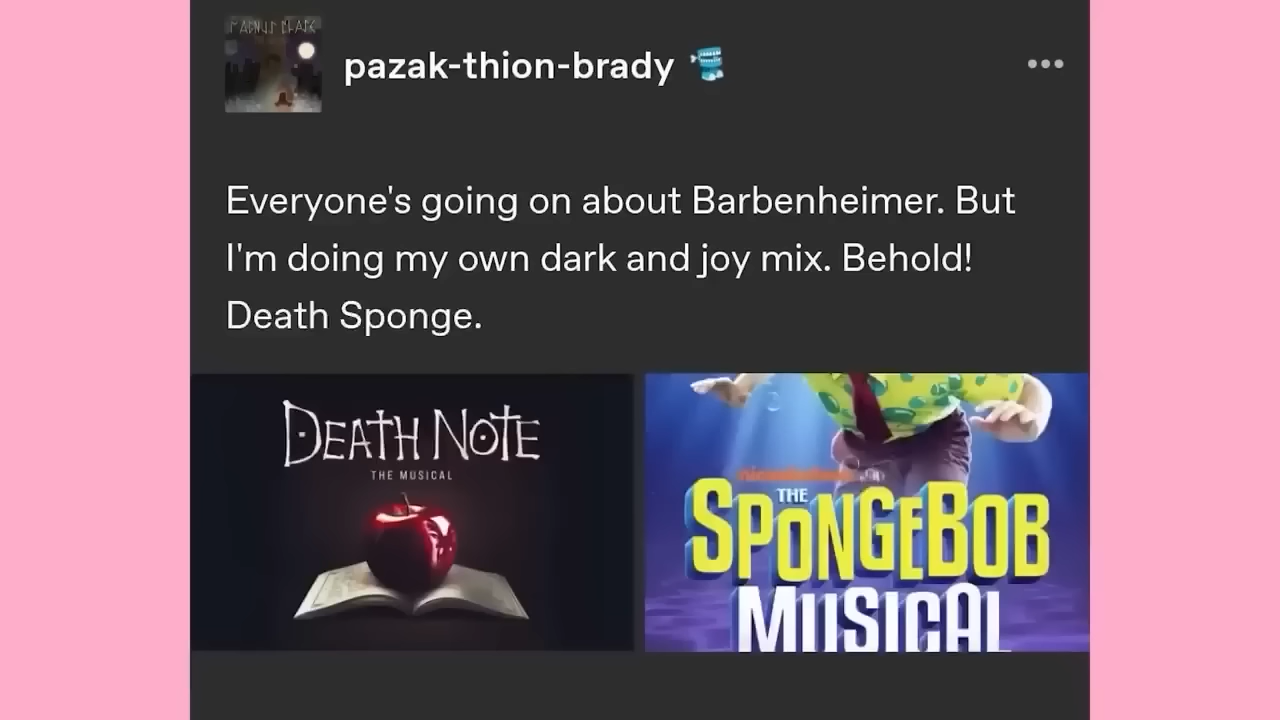 pazak-thion-brady
Everyone's going on about Barbenheimer. But
I'm doing my own dark and joy mix. Behold!
Death Sponge.
DEATH NOTE
THE MUSICAL
nickelodeon
THE
SPONGEBOB
MUSICAL